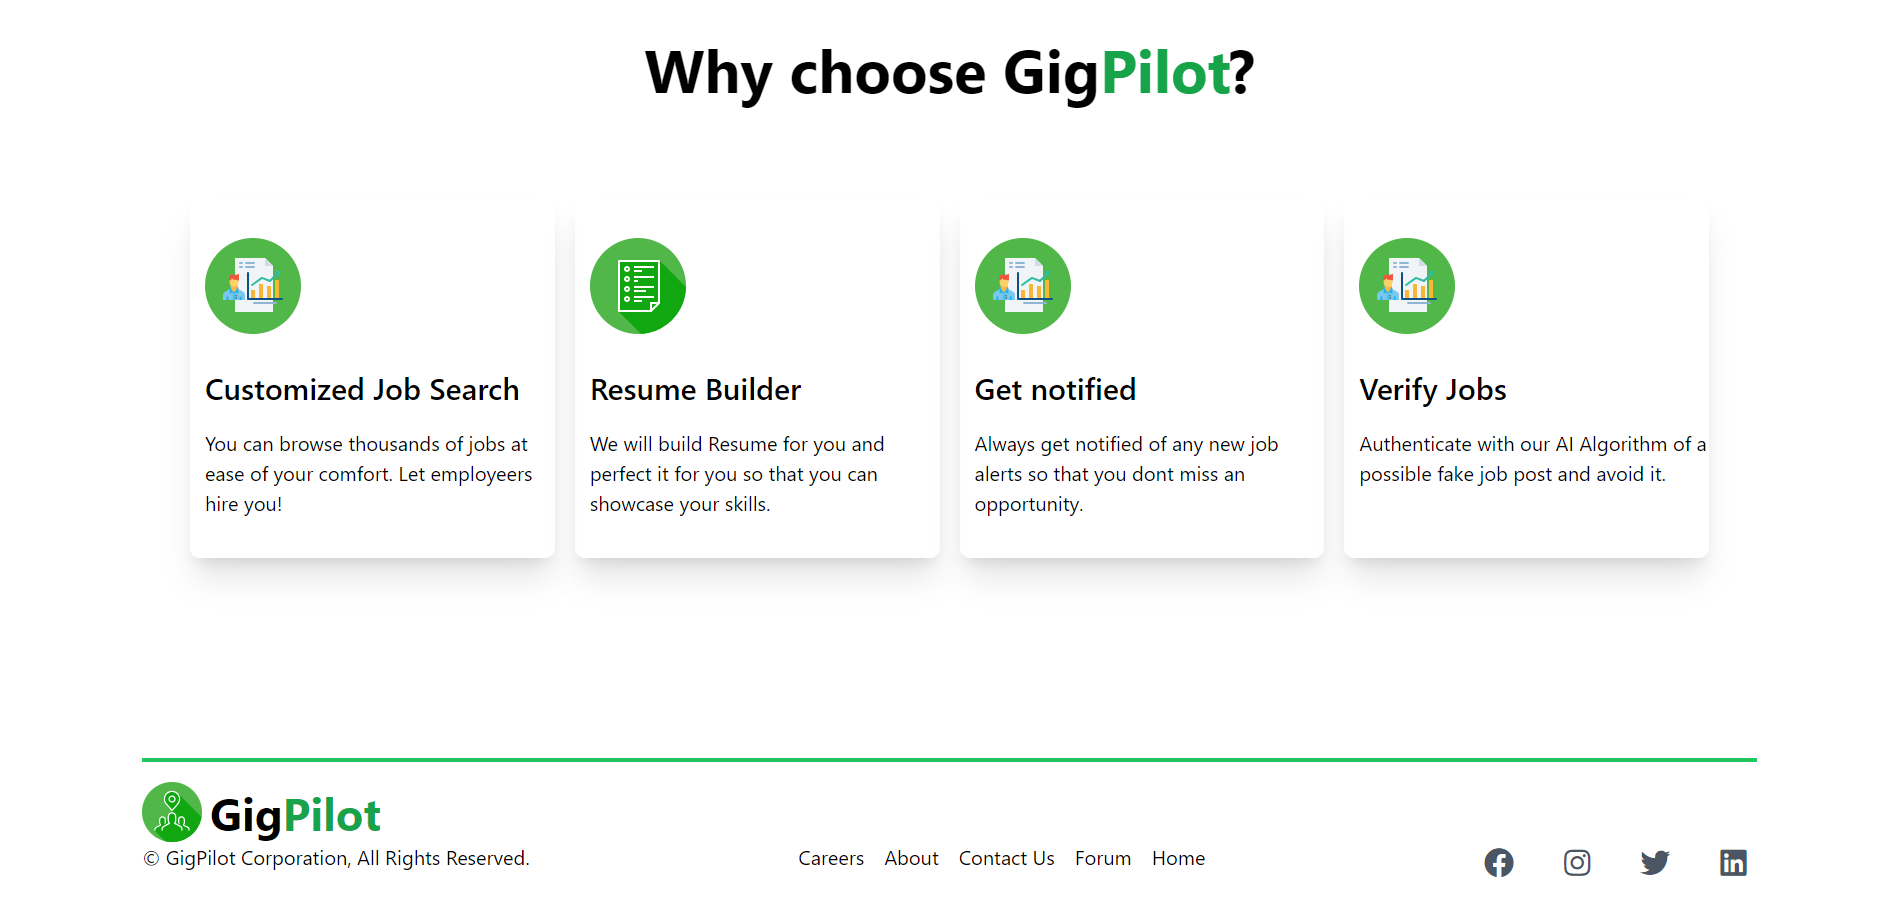 Why choose GigPilot?
Customized Job Search
You can browse thousands of jobs at
ease of your comfort. Let employeers
hire you!
Resume Builder
We will build Resume for you and
perfect it for you so that you can
showcase your skills.
Get notified
Always get notified of any new job
alerts so that you dont miss an
opportunity.
Verify Jobs
Authenticate with our AI Algorithm of a
possible fake job post and avoid it.
GigPilot
© GigPilot Corporation, All Rights Reserved.
Careers About Contact Us Forum Home